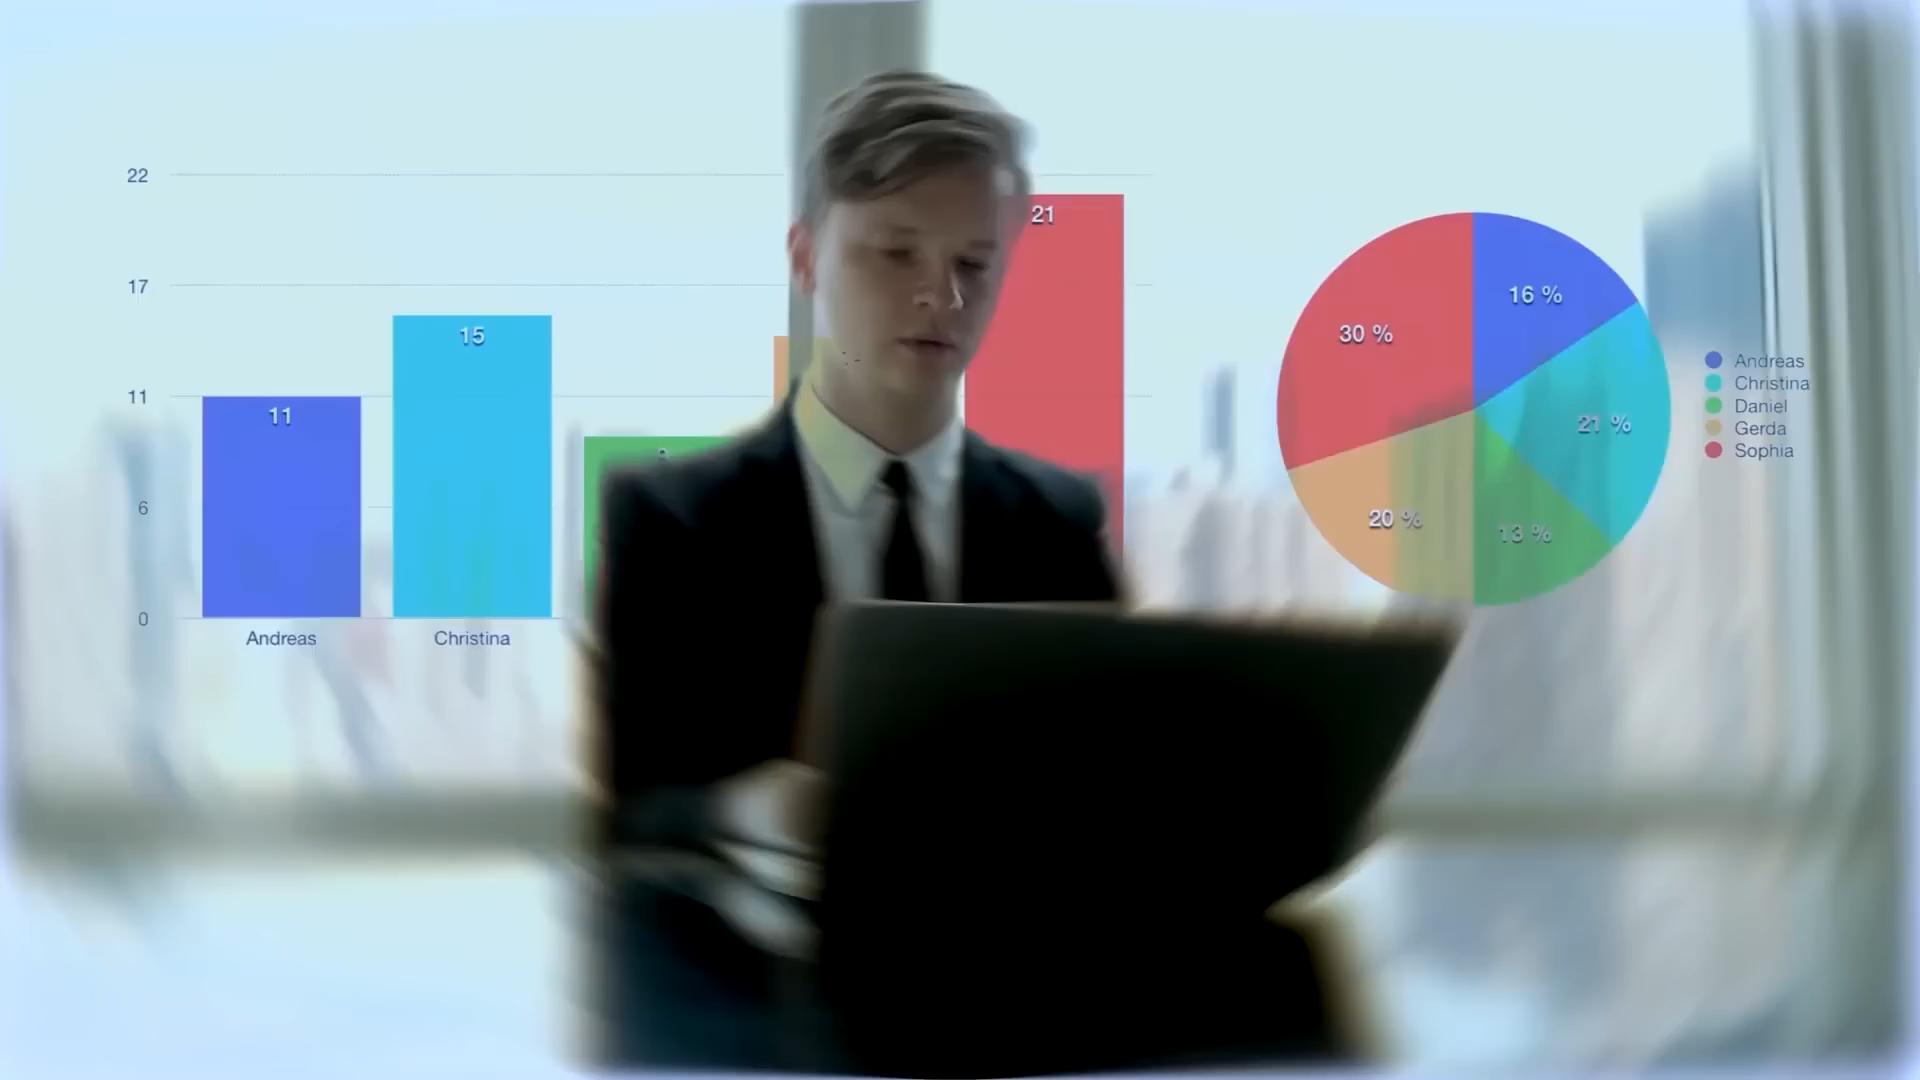 22
17
11
6
0
11
15
21
Andreas
Christina
16 %
21 %
13 %
20 %
30 %
Andreas
Christina
Daniel
Gerda
Sophia